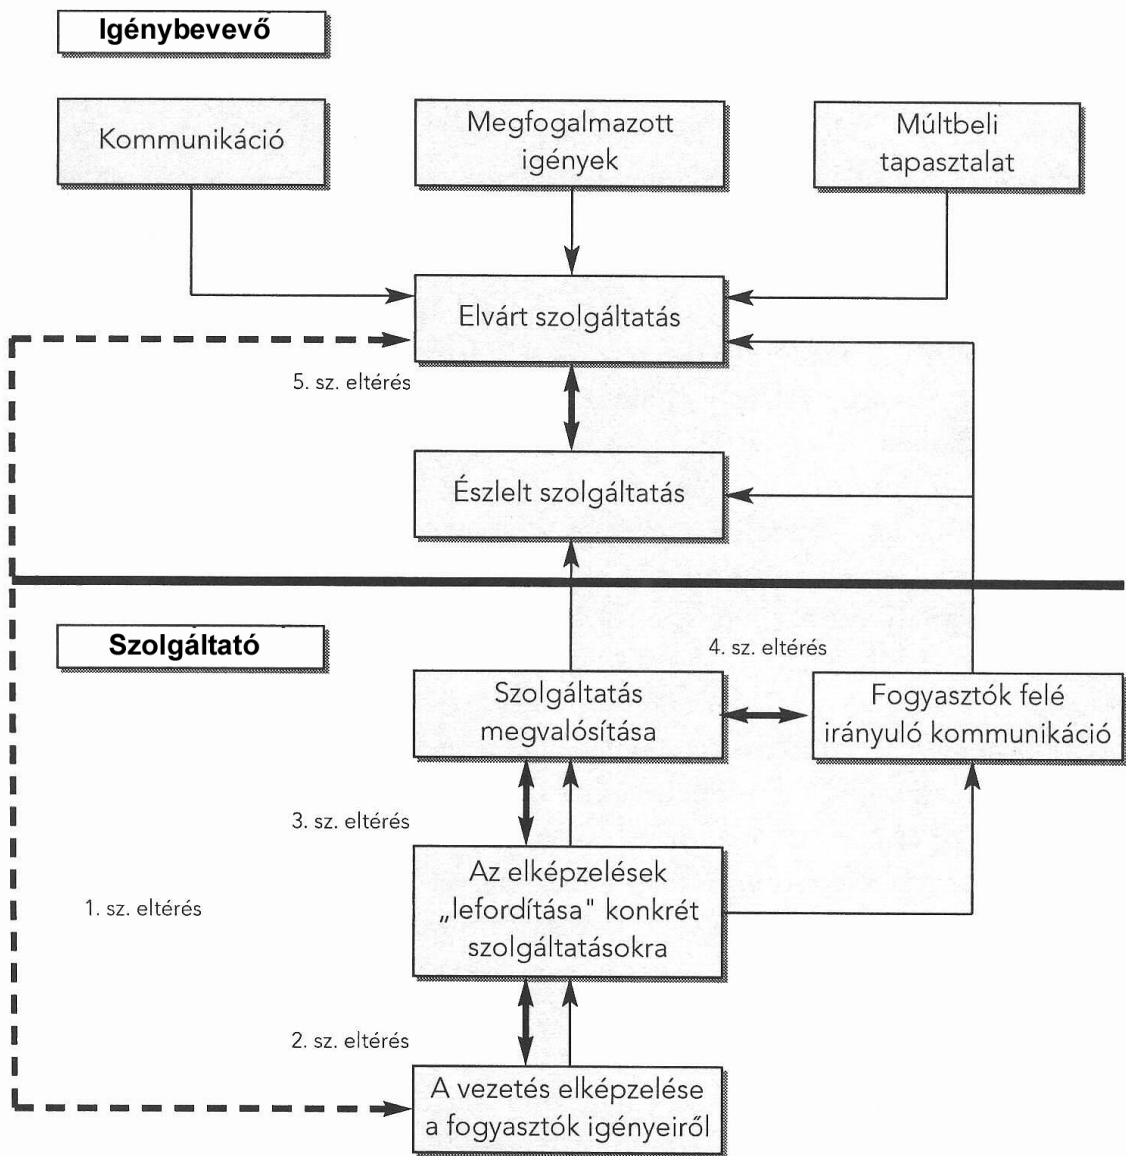 Igénybevevő
Kommunikáció
Megfogalmazott
igények
Múltbeli
tapasztalat
Elvárt szolgáltatás
5. sz. eltérés
Észlelt szolgáltatás
Szolgáltató
4. sz. eltérés
Szolgáltatás
megvalósítása
Fogyasztók felé
irányuló kommunikáció
3. sz. eltérés
Az elképzelések
„lefordítása" konkrét
szolgáltatásokra
1. sz. eltérés
2. sz. eltérés
A vezetés elképzelése
a fogyasztók igényeiről